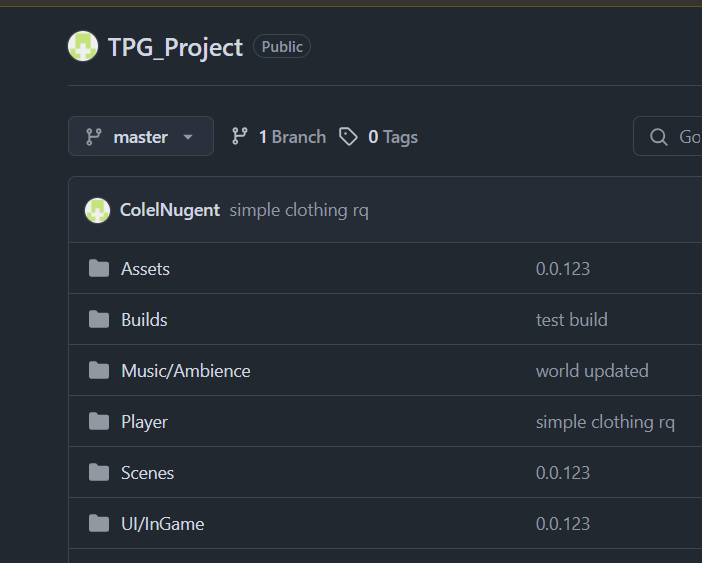 TPG_Project Public
master 1 Branch 0 Tags Go
ColelNugent simple clothing rq
Assets 0.0.123
Builds test build
Music/Ambience world updated
Player simple clothing rq
Scenes 0.0.123
UI/InGame 0.0.123